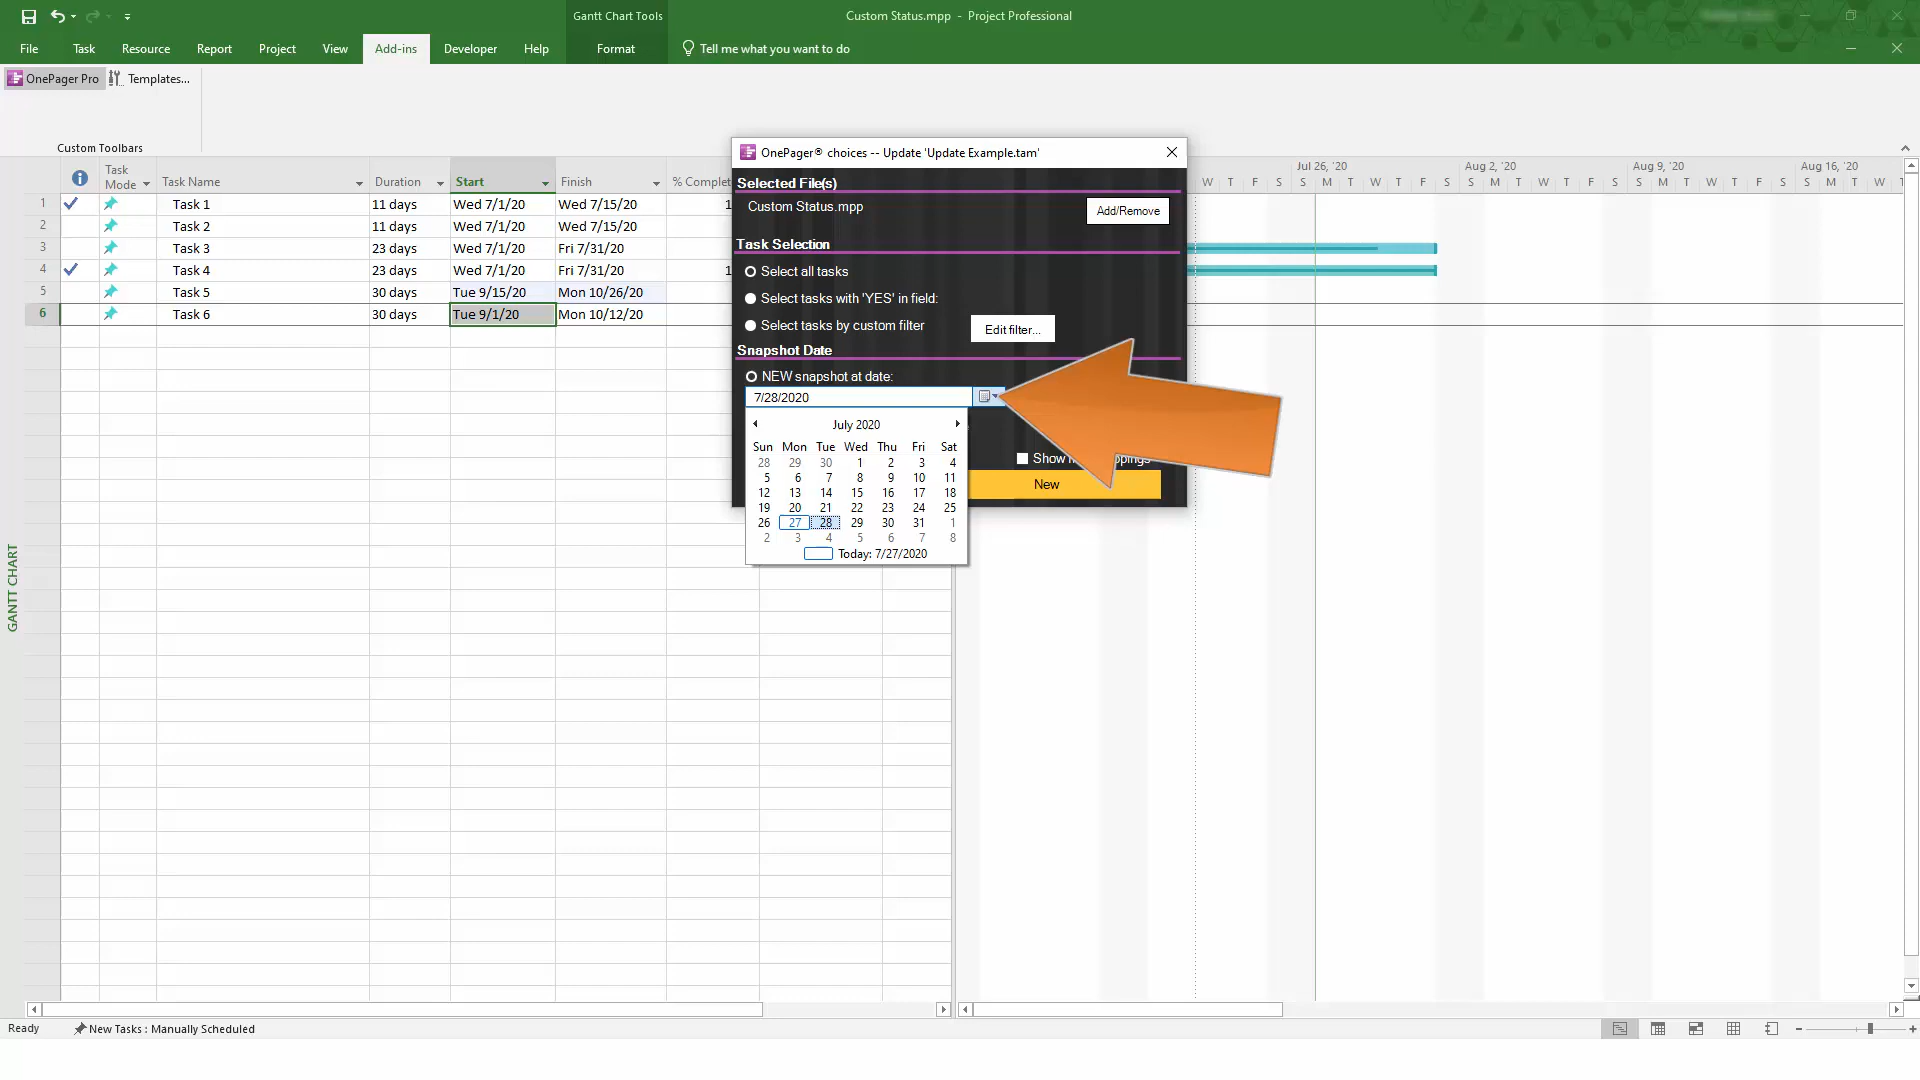 Gantt Chart Tools
Custom Status.mpp - Project Professional
File Task Resource Report Project View Add-ins Developer Help Format Tell me what you want to do
OnePager Pro Templates...
Custom Toolbars
OnePager® choices -- Update 'Update Example.tam'
Selected File(s)
Custom Status.mpp
Add/Remove
Task Selection
Select all tasks
Select tasks with 'YES' in field:
Select tasks by custom filter
Edit filter...
Snapshot Date
NEW snapshot at date:
7/28/2020
July 2020
Sun Mon Tue Wed Thu Fri Sat
28 29 30 1 2 3 4
5 6 7 8 9 10 11
12 13 14 15 16 17 18
19 20 21 22 23 24 25
26 27 28 29 30 31 1
2 3 4 5 6 7 8
Today: 7/27/2020
Show
New
Task Mode Task Name Duration Start Finish % Complet
1 Task 1 11 days Wed 7/1/20 Wed 7/15/20 1
2 Task 2 11 days Wed 7/1/20 Wed 7/15/20
3 Task 3 23 days Wed 7/1/20 Fri 7/31/20
4 Task 4 23 days Wed 7/1/20 Fri 7/31/20 1
5 Task 5 30 days Tue 9/15/20 Mon 10/26/20
6 Task 6 30 days Tue 9/1/20 Mon 10/12/20
Jul 26, '20 Aug 2, '20 Aug 9, '20 Aug 16, '20
W T F S S M T W T F S S M T W T F S S M T W T F S S M T W
GANTT CHART
Ready New Tasks : Manually Scheduled